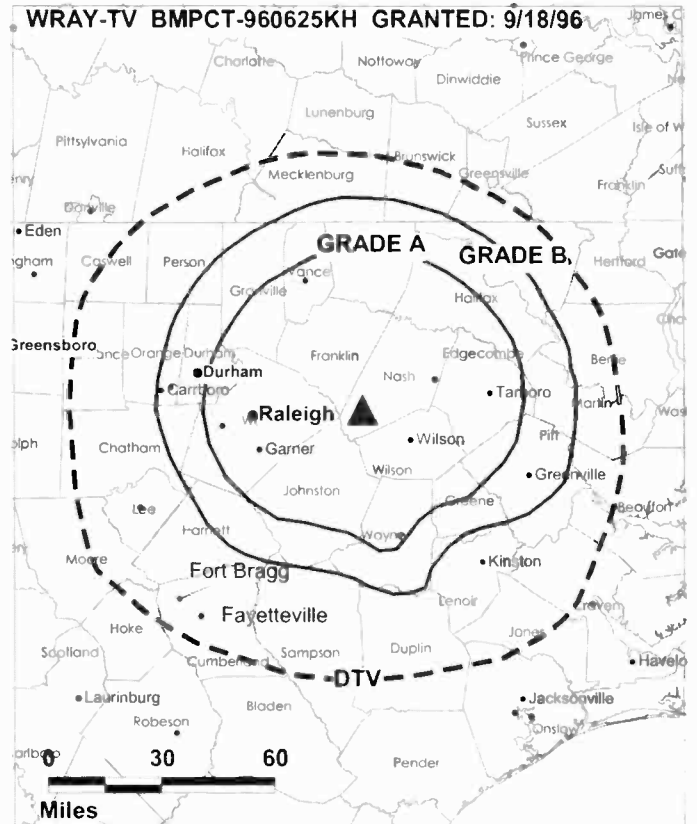 WRAY-TV BMPCT-960625KH GRANTED: 9/18/96
James C
Charlotte
Nottoway
Prince George
Dinwiddie
Lunenburg
Sussex
Isle of W
Pittsylvania
Halifax
Brunswick
Mecklenburg
Greensville
Franklin
Danville
Eden
GRADE A
GRADE B
Hertford
Gate
Caswell
Person
Vance
Granville
Halifax
Greensboro
Orange
Durham
Franklin
Edgecombe
Durham
Nash
Carrboro
Tarboro
Martin
Raleigh
Pitt
Wilson
Chatham
Garner
Wilson
Greenville
Johnston
Lee
Greene
Beaufort
Harnett
Wayne
Moore
Fort Bragg
Kinston
Lenoir
Craven
Fayetteville
Hoke
Jones
Scotland
Cumberland
Sampson
Duplin
Havelo
DTV
Laurinburg
Bladen
Jacksonville
Robeson
Onslow
Pender
0 30 60
Miles